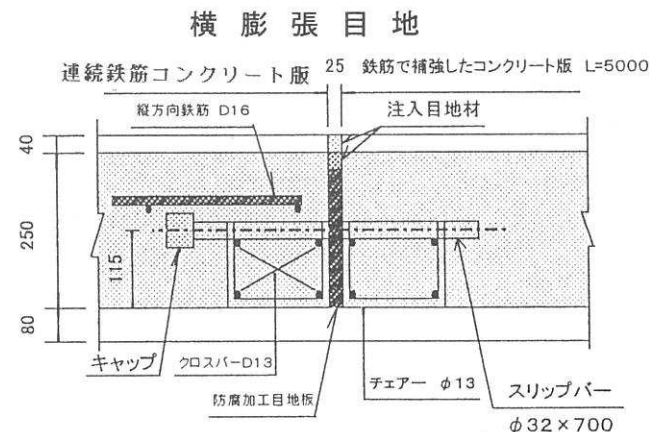 横膨張目地
連続鉄筋コンクリート版 25 鉄筋で補強したコンクリート版 L=5000
縦方向鉄筋 D16 注入目地材
40
250
115
80
キャップ クロスバーD13
防腐加工目地板
チェアー φ13
スリップバー
φ32×700